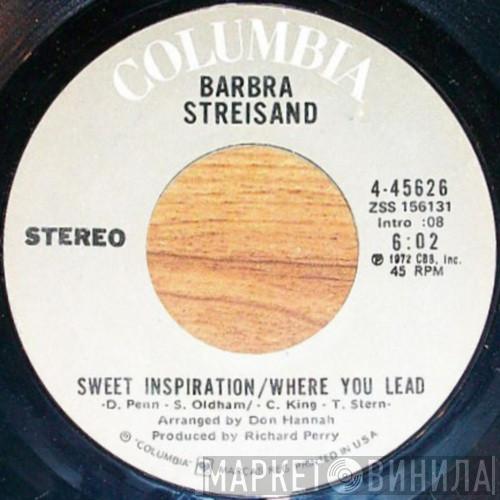 COLUMBIA
BARBRA
STREISAND
4-45626
ZSS 156131
Intro :08
6:02
℗ 1972 CBS, Inc.
45 RPM
STEREO
SWEET INSPIRATION/WHERE YOU LEAD
-D. Penn - S. Oldham/ - C. King - T. Stern-
Arranged by Don Hannah
Produced by Richard Perry
"COLUMBIA" MARCAS REG. PRINTED IN U.S.A.
МАРКЕТ ВИНИЛА